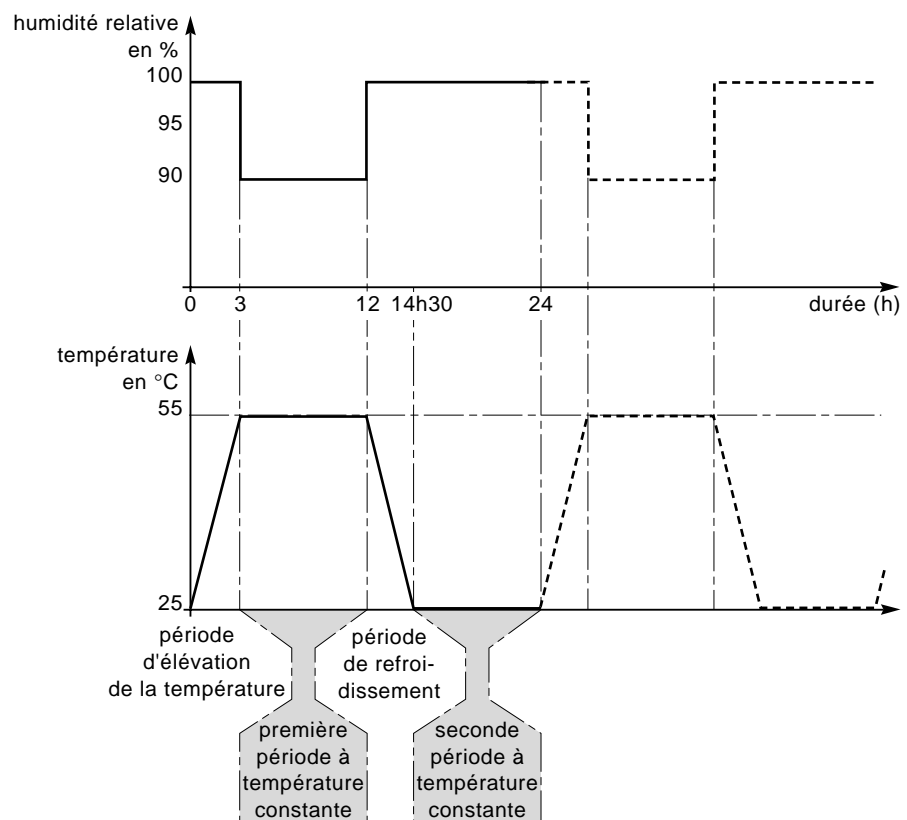 humidité relative
en %
100
95
90
0 3 12 14h30 24 durée (h)
température
en °C
55
25
période
d'élévation
de la température
période
de refroi-
dissement
première
période à
température
constante
seconde
période à
température
constante